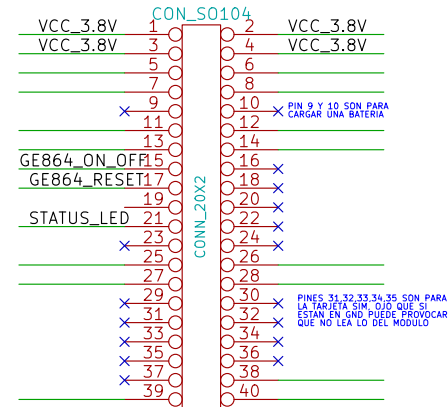 CON_SO104
VCC_3.8V 1 2 VCC_3.8V
VCC_3.8V 3 4 VCC_3.8V
5 6
7 8
9 10 PIN 9 Y 10 SON PARA
CARGAR UNA BATERIA
11 12
13 14
GE864_ON_OFF 15 16
GE864_RESET 17 18
19 20
STATUS_LED 21 22
23 24
25 26
27 28
29 30 PINES 31,32,33,34,35 SON PARA
LA TARJETA SIM, OJO QUE SI
31 32 ESTAN EN GND PUEDE PROVOCAR
QUE NO LEA LO DEL MODULO
33 34
35 36
37 38
39 40
CONN_20X2